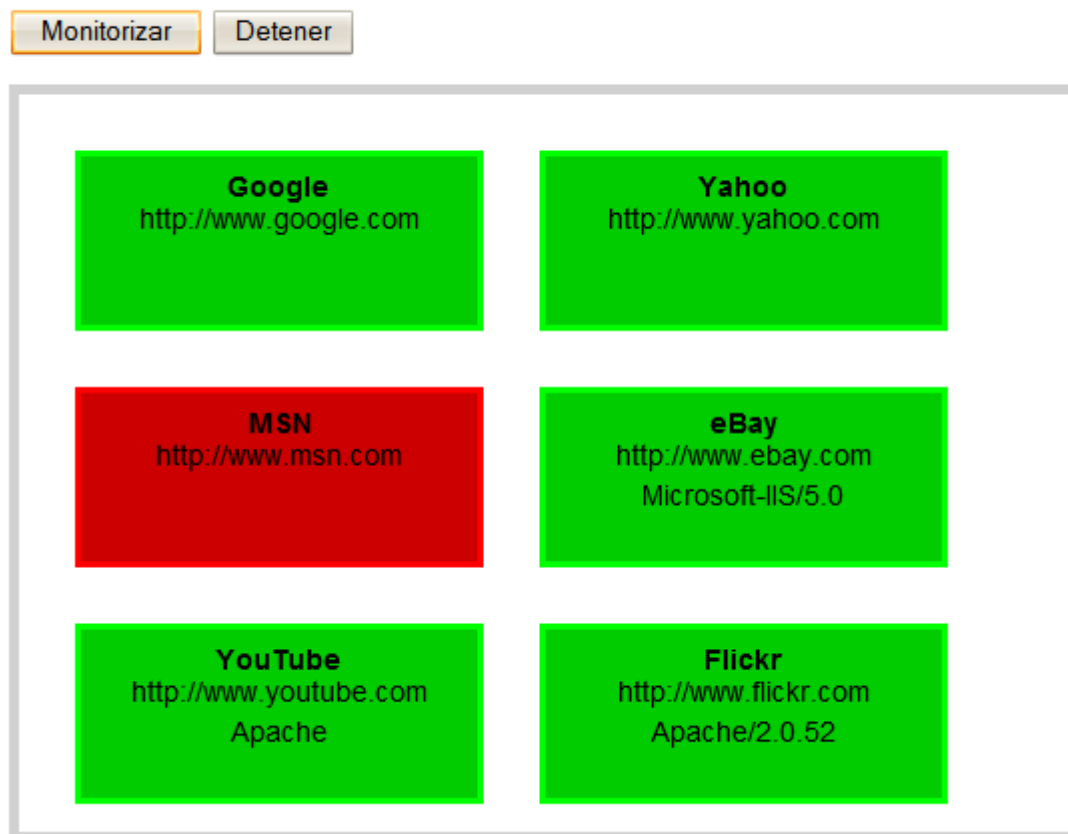 Monitorizar Detener
Google
http://www.google.com
Yahoo
http://www.yahoo.com
MSN
http://www.msn.com
eBay
http://www.ebay.com
Microsoft-IIS/5.0
YouTube
http://www.youtube.com
Apache
Flickr
http://www.flickr.com
Apache/2.0.52